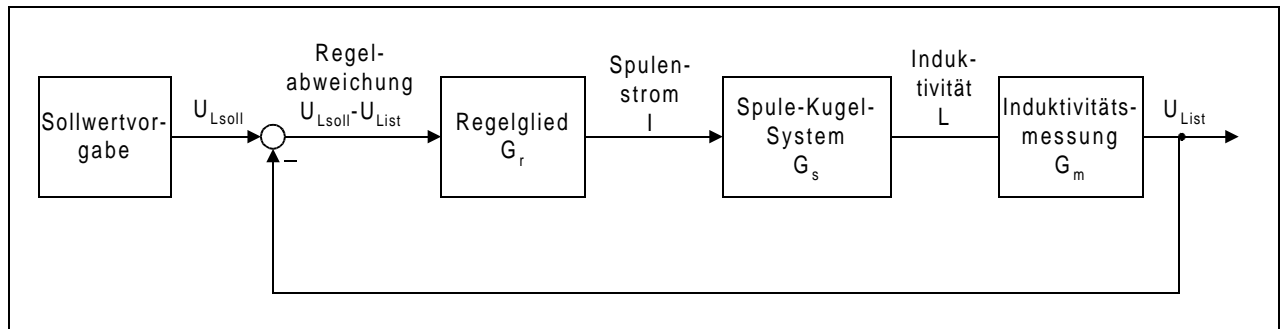 Sollwertvor-
gabe
U_Lsoll
Regel-
abweichung
U_Lsoll-U_List
–
Regelglied
G_r
Spulen-
strom
I
Spule-Kugel-
System
G_s
Induk-
tivität
L
Induktivitäts-
messung
G_m
U_List